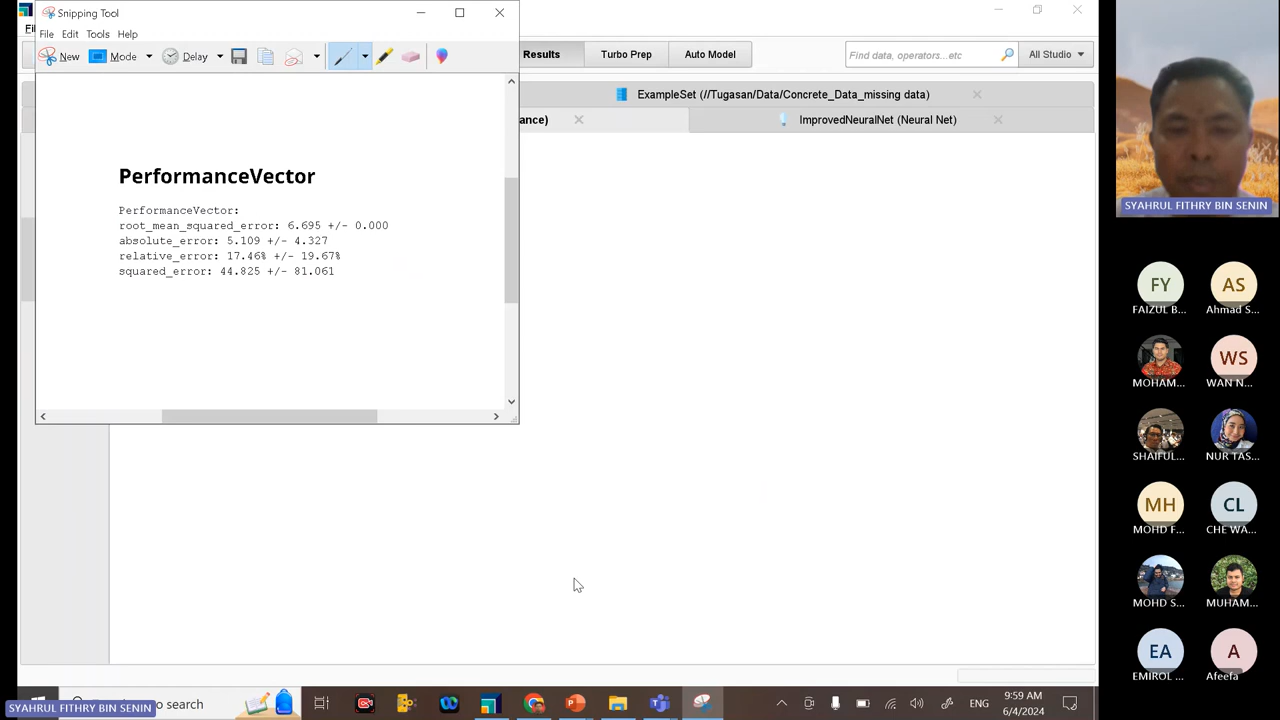 Snipping Tool
File Edit Tools Help
New Mode Delay
PerformanceVector
PerformanceVector:
root_mean_squared_error: 6.695 +/- 0.000
absolute_error: 5.109 +/- 4.327
relative_error: 17.46% +/- 19.67%
squared_error: 44.825 +/- 81.061
Fil
Results Turbo Prep Auto Model Find data, operators...etc All Studio
ExampleSet (//Tugasan/Data/Concrete_Data_missing data)
ance) ImprovedNeuralNet (Neural Net)
SYAHRUL FITHRY BIN SENIN
FY AS
FAIZUL B... Ahmad S...
WS
MOHAM... WAN N...
SHAIFUL... NUR TAS...
MH CL
MOHD F... CHE WA...
MOHD S... MUHAM...
EA A
EMIROL ... Afeefa
SYAHRUL FITHRY BIN SENIN
search
ENG
9:59 AM
6/4/2024